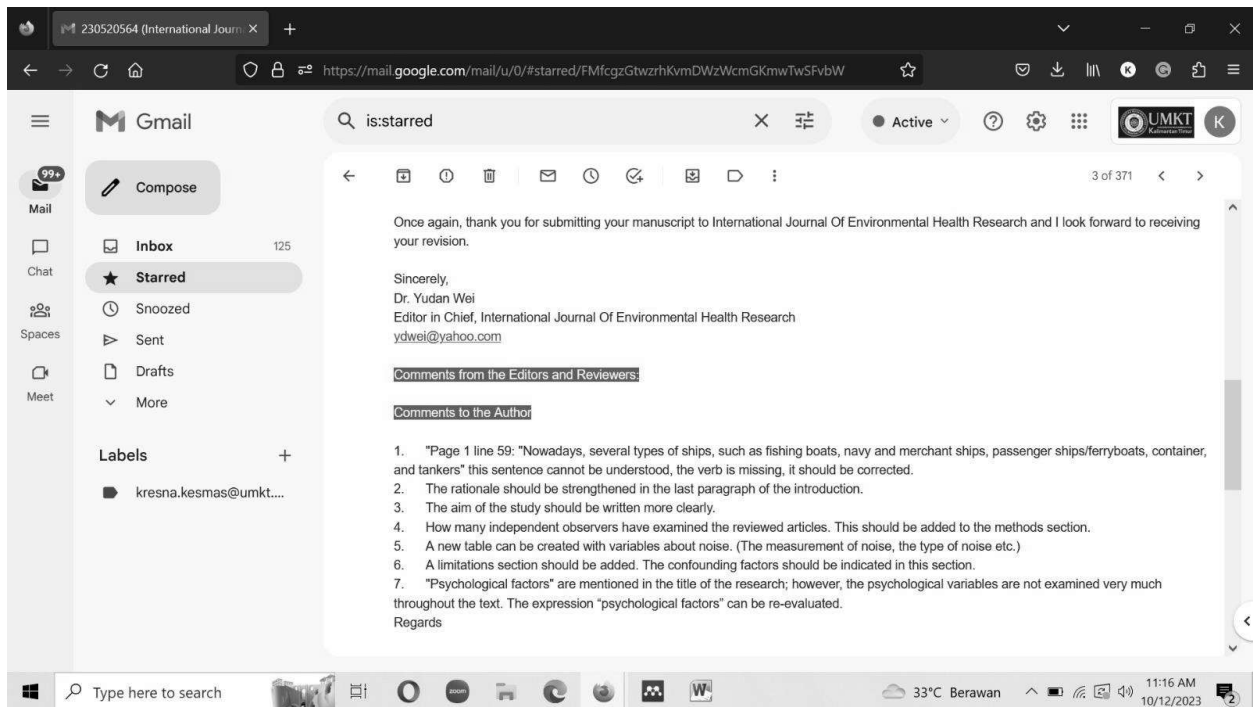 230520564 (International Journ
https://mail.google.com/mail/u/0/#starred/FMfcgzGtwzrhKvmDWzWcmGKmwTwSFvbW
Gmail
is:starred
Active
UMKT
Kalimantan Timur
K
99+
Mail
Compose
3 of 371
Chat
Spaces
Meet
Inbox 125
Starred
Snoozed
Sent
Drafts
More
Labels
kresna.kesmas@umkt....
Once again, thank you for submitting your manuscript to International Journal Of Environmental Health Research and I look forward to receiving
your revision.
Sincerely,
Dr. Yudan Wei
Editor in Chief, International Journal Of Environmental Health Research
ydwei@yahoo.com
Comments from the Editors and Reviewers:
Comments to the Author
1. "Page 1 line 59: "Nowadays, several types of ships, such as fishing boats, navy and merchant ships, passenger ships/ferryboats, container,
and tankers" this sentence cannot be understood, the verb is missing, it should be corrected.
2. The rationale should be strengthened in the last paragraph of the introduction.
3. The aim of the study should be written more clearly.
4. How many independent observers have examined the reviewed articles. This should be added to the methods section.
5. A new table can be created with variables about noise. (The measurement of noise, the type of noise etc.)
6. A limitations section should be added. The confounding factors should be indicated in this section.
7. "Psychological factors" are mentioned in the title of the research; however, the psychological variables are not examined very much
throughout the text. The expression “psychological factors” can be re-evaluated.
Regards
Type here to search
zoom
W
33°C Berawan
11:16 AM
10/12/2023
2